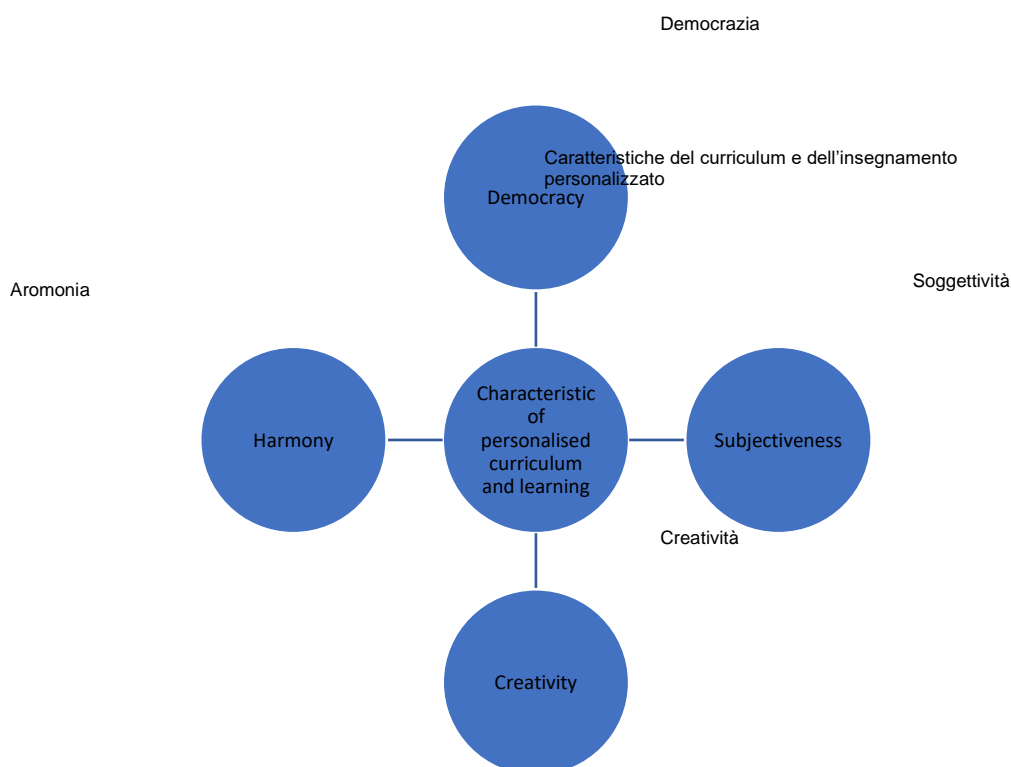 Democrazia
Caratteristiche del curriculum e dell’insegnamento
personalizzato
Democracy
Aromonia
Soggettività
Harmony
Characteristic
of
personalised
curriculum
and learning
Subjectiveness
Creatività
Creativity